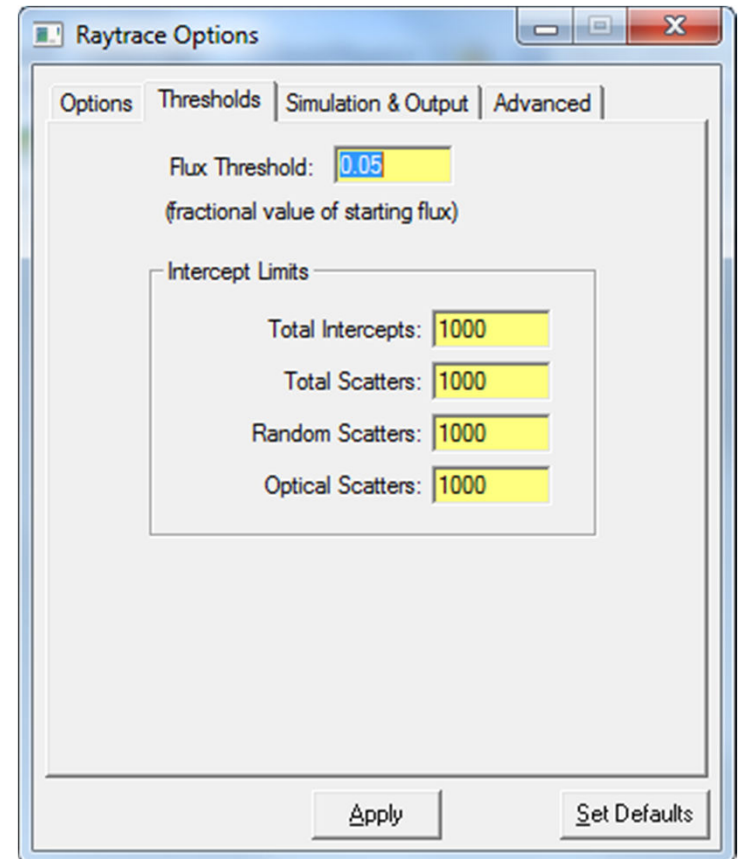 Raytrace Options
Options Thresholds Simulation & Output Advanced
Flux Threshold: 0.05
(fractional value of starting flux)
Intercept Limits
Total Intercepts: 1000
Total Scatters: 1000
Random Scatters: 1000
Optical Scatters: 1000
Apply Set Defaults